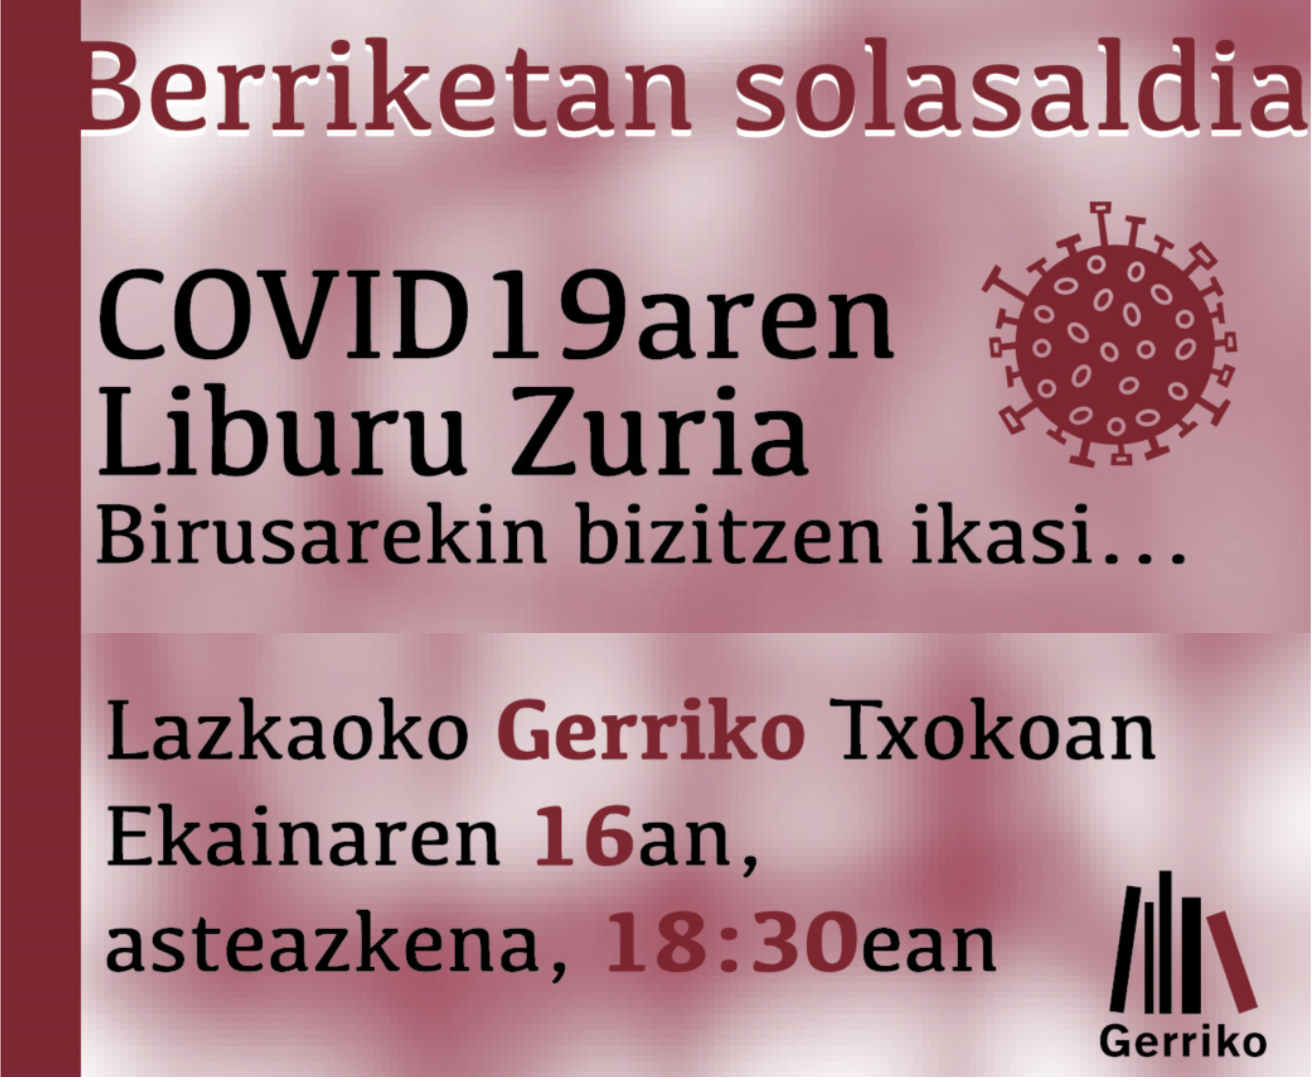 Berriketan solasaldia
COVID19aren
Liburu Zuria
Birusarekin bizitzen ikasi...
Lazkaoko Gerriko Txokoan
Ekainaren 16an,
asteazkena, 18:30ean
Gerriko